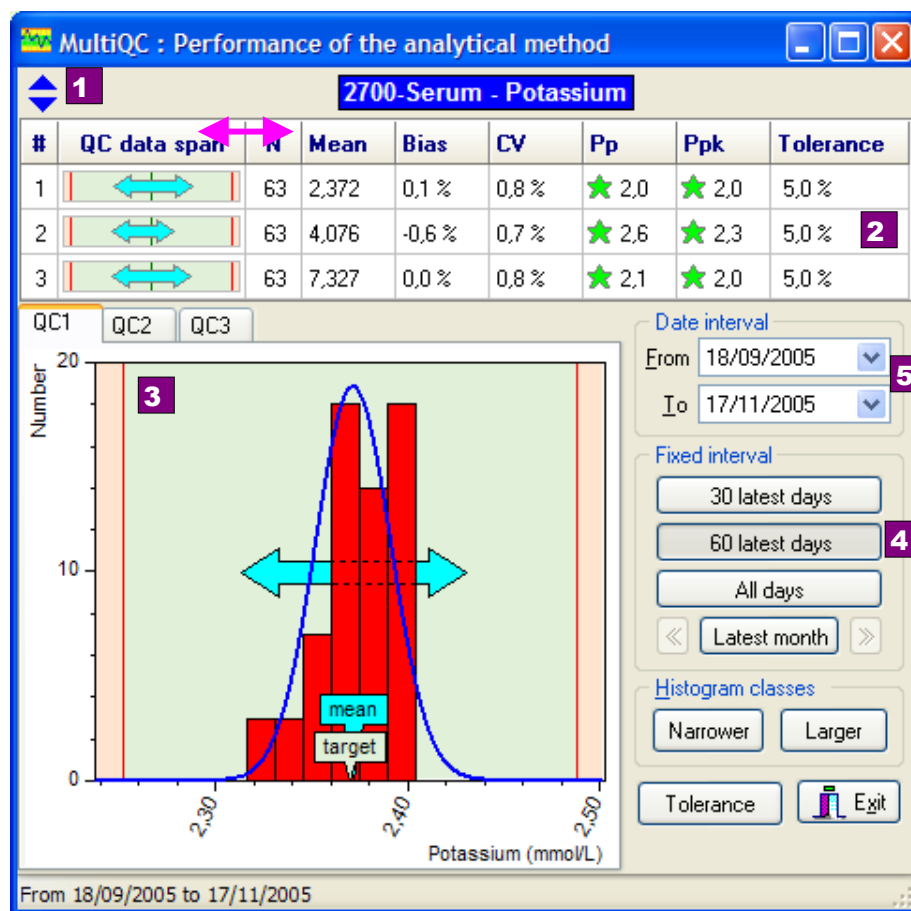 MultiQC : Performance of the analytical method
1
2700-Serum - Potassium
# QC data span N Mean Bias CV Pp Ppk Tolerance
1 63 2,372 0,1 % 0,8 % 2,0 2,0 5,0 %
2 63 4,076 -0,6 % 0,7 % 2,6 2,3 5,0 % 2
3 63 7,327 0,0 % 0,8 % 2,1 2,0 5,0 %
QC1 QC2 QC3
Number
20
10
0
3
mean
target
2,30 2,40 2,50
Potassium (mmol/L)
Date interval
From 18/09/2005
5
To 17/11/2005
Fixed interval
30 latest days
60 latest days
4
All days
Latest month
Histogram classes
Narrower Larger
Tolerance Exit
From 18/09/2005 to 17/11/2005